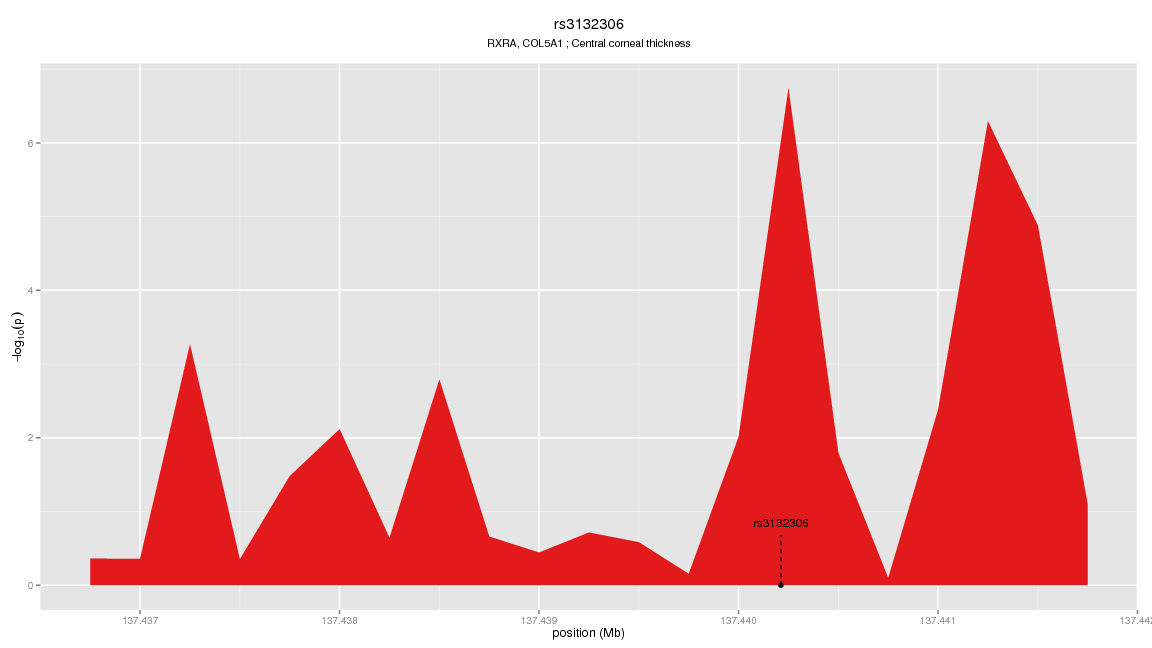 rs3132306
RXRA, COL5A1 ; Central corneal thickness
−log10(p)
6
4
2
0
rs3132306
137.437
137.438
137.439
137.440
137.441
137.442
position (Mb)